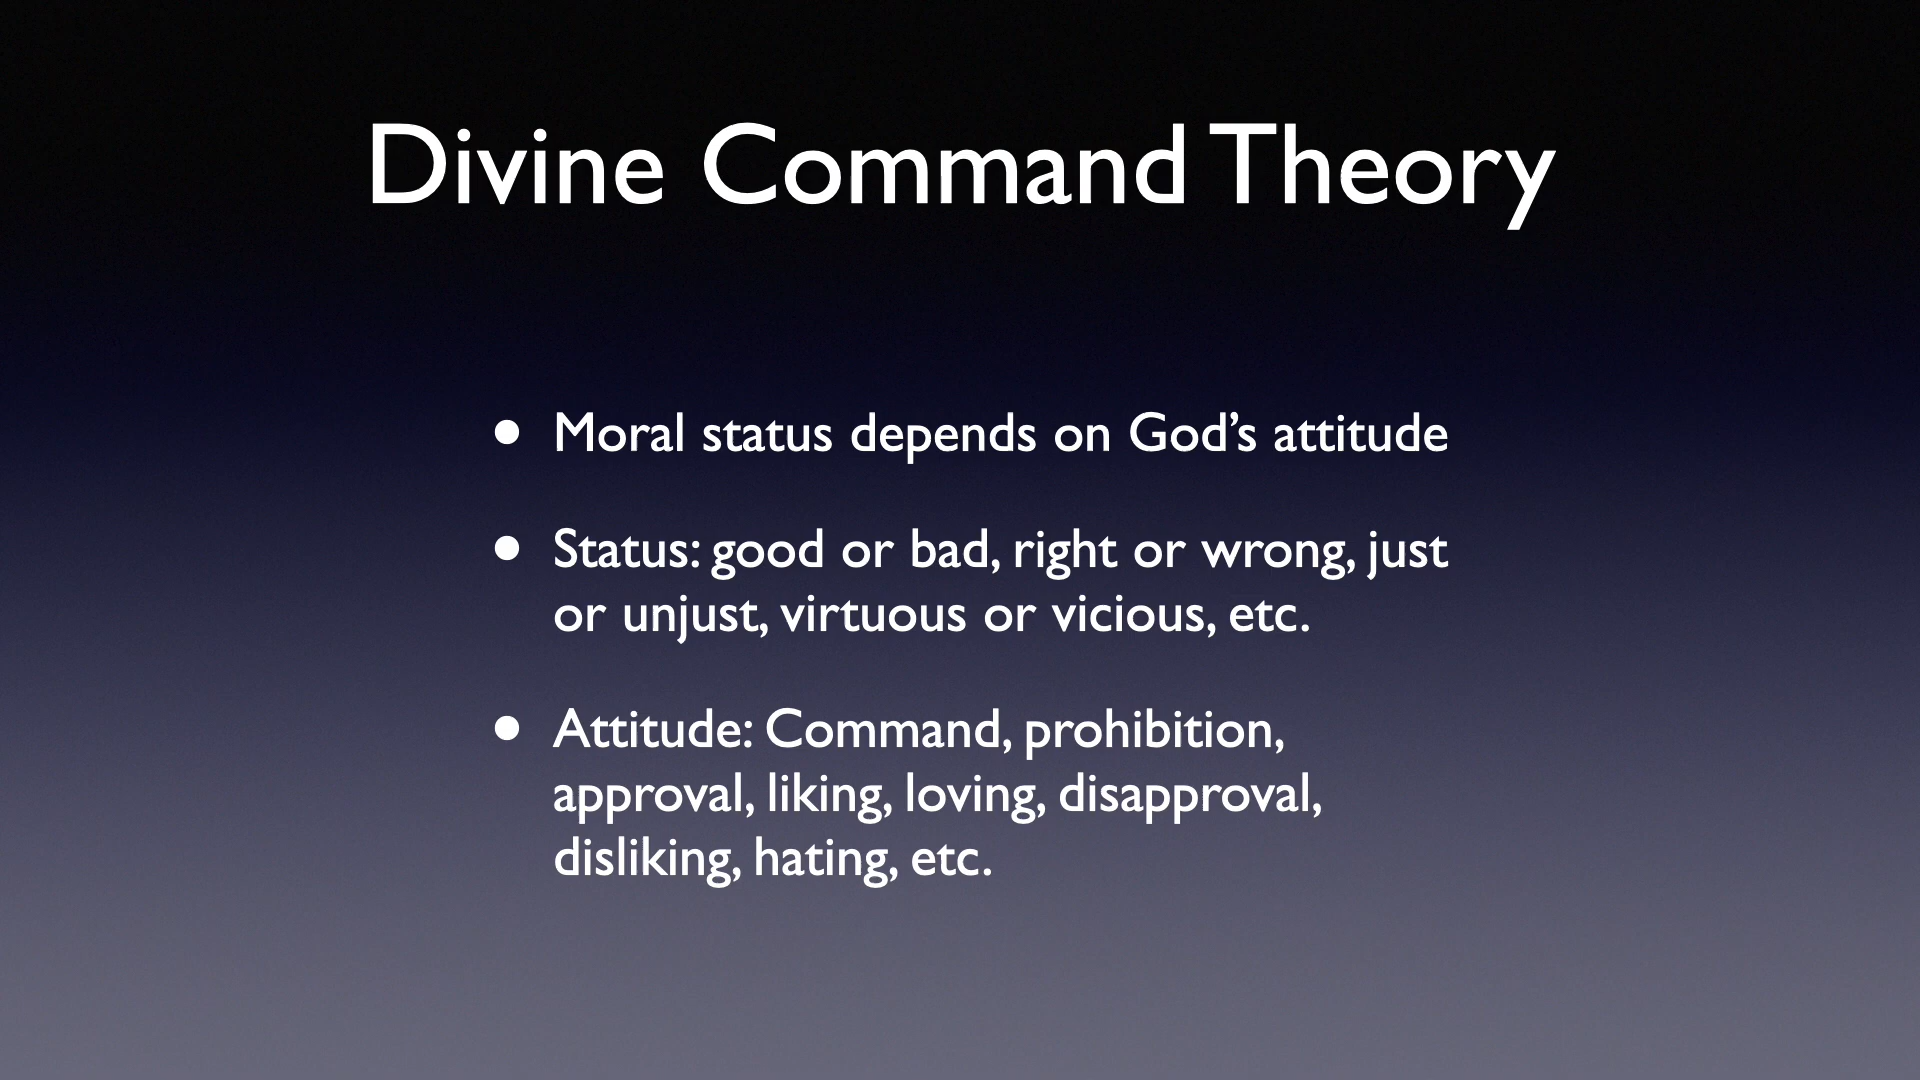 Divine Command Theory
• Moral status depends on God’s attitude
• Status: good or bad, right or wrong, just
or unjust, virtuous or vicious, etc.
• Attitude: Command, prohibition,
approval, liking, loving, disapproval,
disliking, hating, etc.